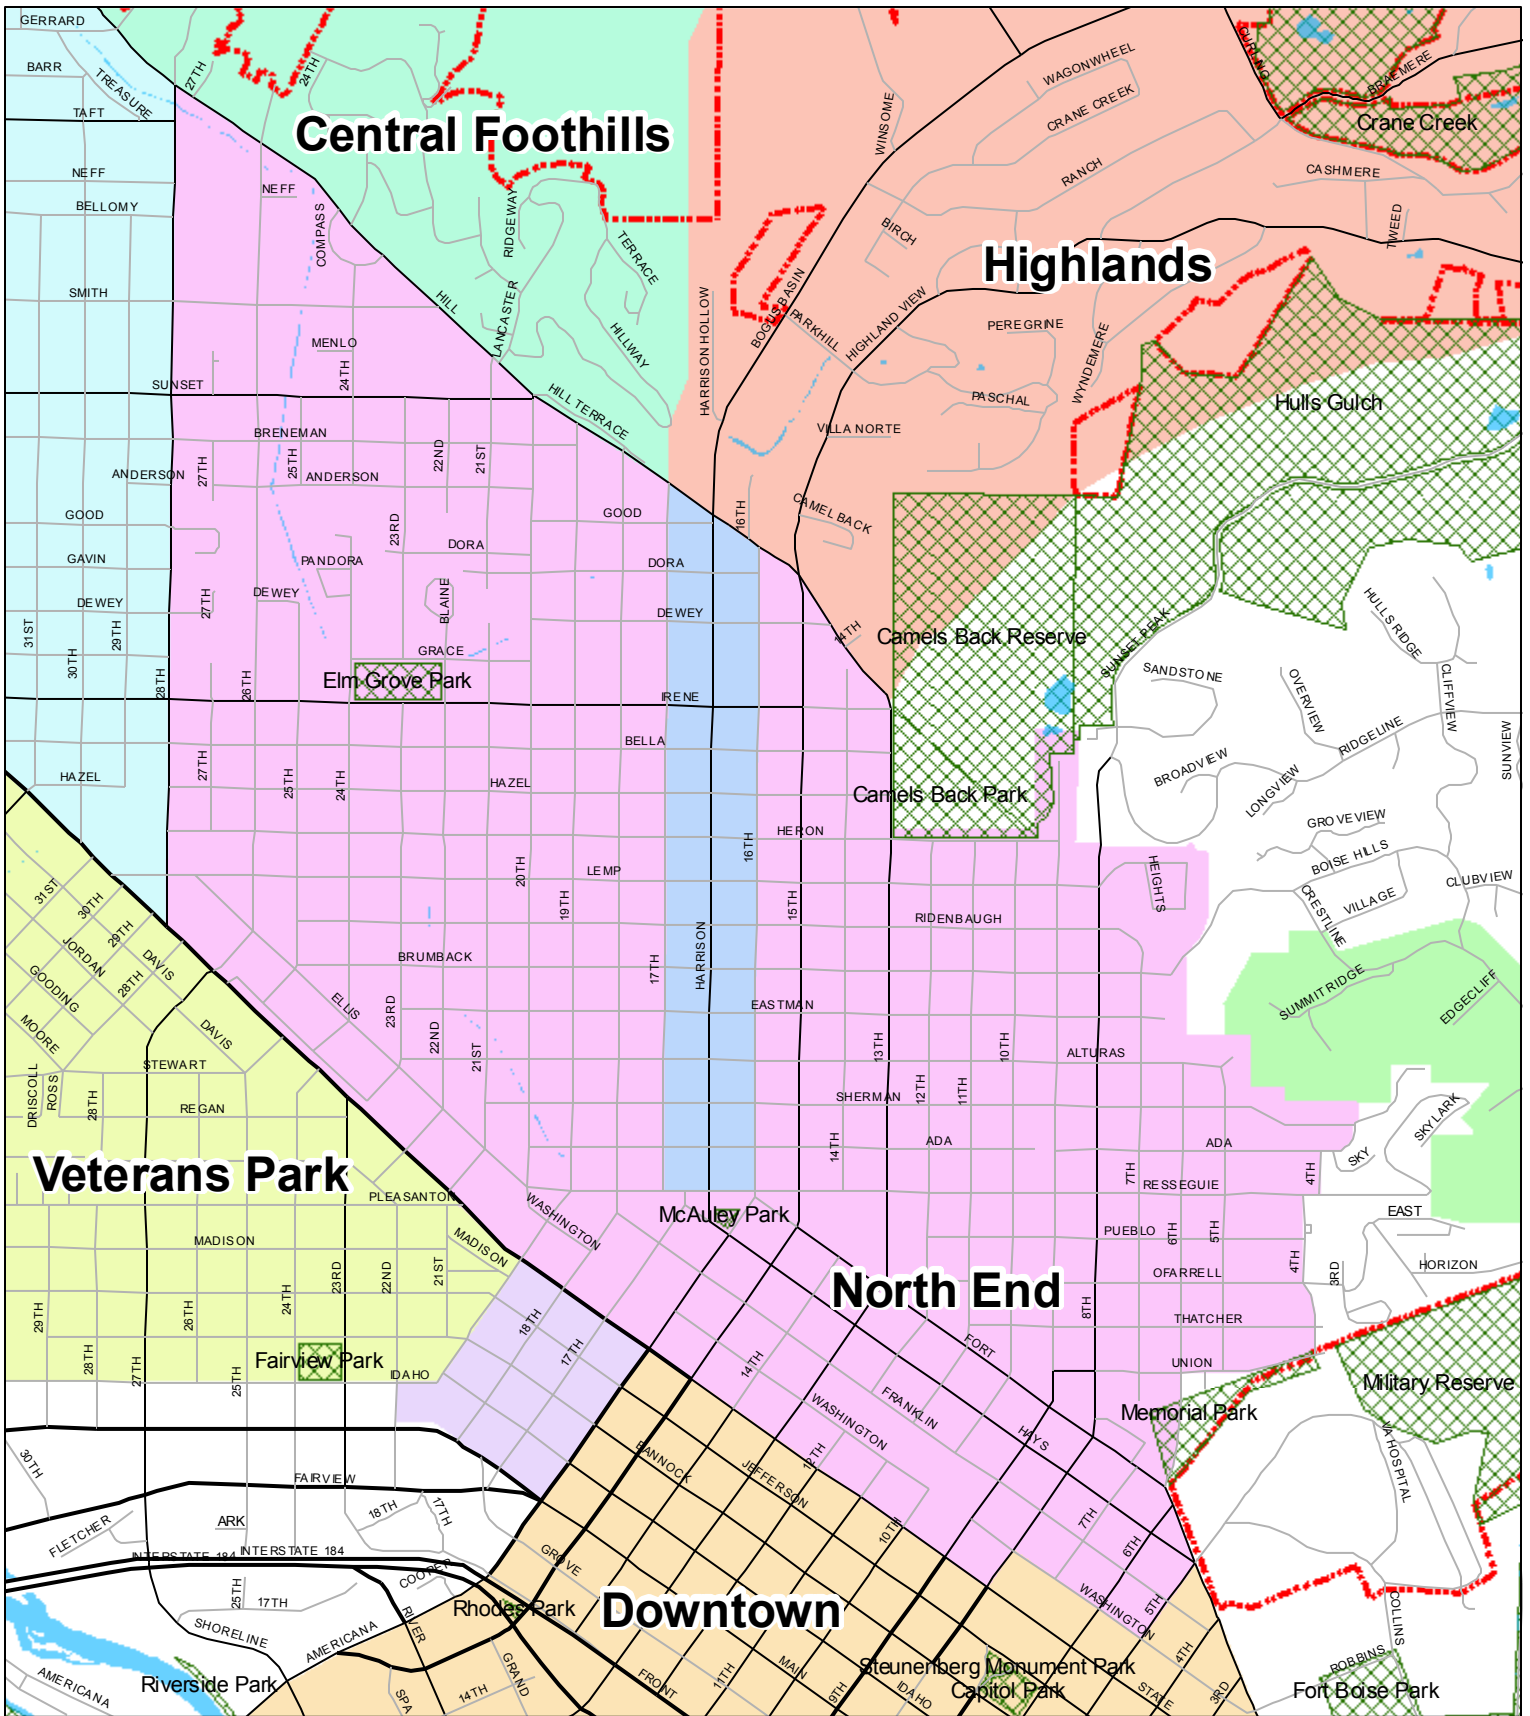 GERRARD
BARR
TREASURE
TAFT
27TH
24TH
Central Foothills
WINSOME
WAGONWHEEL
CRANE CREEK
RANCH
CURLING
BRAEMERE
Crane Creek
CASHMERE
TWEED
NEFF
NEFF
BELLOMY
COMPASS
RIDGEWAY
TERRACE
BIRCH
Highlands
SMITH
HILL
LANCASTER
HILLWAY
HARRISON HOLLOW
BOGUS BASIN
PARKHILL
HIGHLAND VIEW
PEREGRINE
WYNDEMERE
MENLO
24TH
SUNSET
HILL TERRACE
PASCHAL
Hulls Gulch
VILLA NORTE
BRENEMAN
22ND
21ST
25TH
27TH
ANDERSON
ANDERSON
GOOD
GOOD
23RD
16TH
CAMEL BACK
GAVIN
PANDORA
DORA
DORA
DEWEY
27TH
DEWEY
BLAINE
DEWEY
31ST
29TH
30TH
28TH
26TH
GRACE
Elm Grove Park
IRENE
14TH
Camels Back Reserve
SUNSET PEAK
HULLS RIDGE
SANDSTONE
OVERVIEW
CLIFFVIEW
RIDGELINE
SUNVIEW
BELLA
HAZEL
27TH
25TH
24TH
HAZEL
Camels Back Park
BROADVIEW
LONGVIEW
GROVEVIEW
HERON
16TH
BOISE HILLS
20TH
LEMP
HEIGHTS
CLUBVIEW
VILLAGE
CRESTLINE
31ST
30TH
29TH
19TH
15TH
RIDENBAUGH
JORDAN
DAVIS
GOODING
28TH
BRUMBACK
17TH
HARRISON
SUMMIT RIDGE
EDGECLIFF
ELLIS
23RD
EASTMAN
MOORE
DAVIS
22ND
21ST
13TH
10TH
ALTURAS
STEWART
DRISCOLL
ROSS
28TH
REGAN
SHERMAN
12TH
11TH
SKYLARK
14TH
ADA
ADA
SKY
Veterans Park
7TH
RESSEGUIE
4TH
PLEASANTON
WASHINGTON
McAuley Park
EAST
PUEBLO
6TH
5TH
MADISON
MADISON
21ST
22ND
23RD
24TH
26TH
29TH
North End
OFARRELL
4TH
3RD
HORIZON
8TH
THATCHER
18TH
17TH
FORT
UNION
28TH
27TH
25TH
Fairview Park
IDAHO
14TH
Military Reserve
FRANKLIN
WASHINGTON
Memorial Park
HAYS
12TH
VA HOSPITAL
30TH
BANNOCK
JEFFERSON
FAIRVIEW
18TH
17TH
ARK
FLETCHER
10TH
7TH
6TH
INTERSTATE 184
INTERSTATE 184
COOPER
GROVE
25TH
17TH
Rhodes Park
Downtown
WASHINGTON
5TH
COLLINS
SHORELINE
AMERICANA
RIVER
4TH
ROBBINS
AMERICANA
Riverside Park
SPA
14TH
GRAND
FRONT
11TH
MAIN
9TH
IDAHO
Steunenberg Monument Park
Capitol Park
STATE
3RD
Fort Boise Park